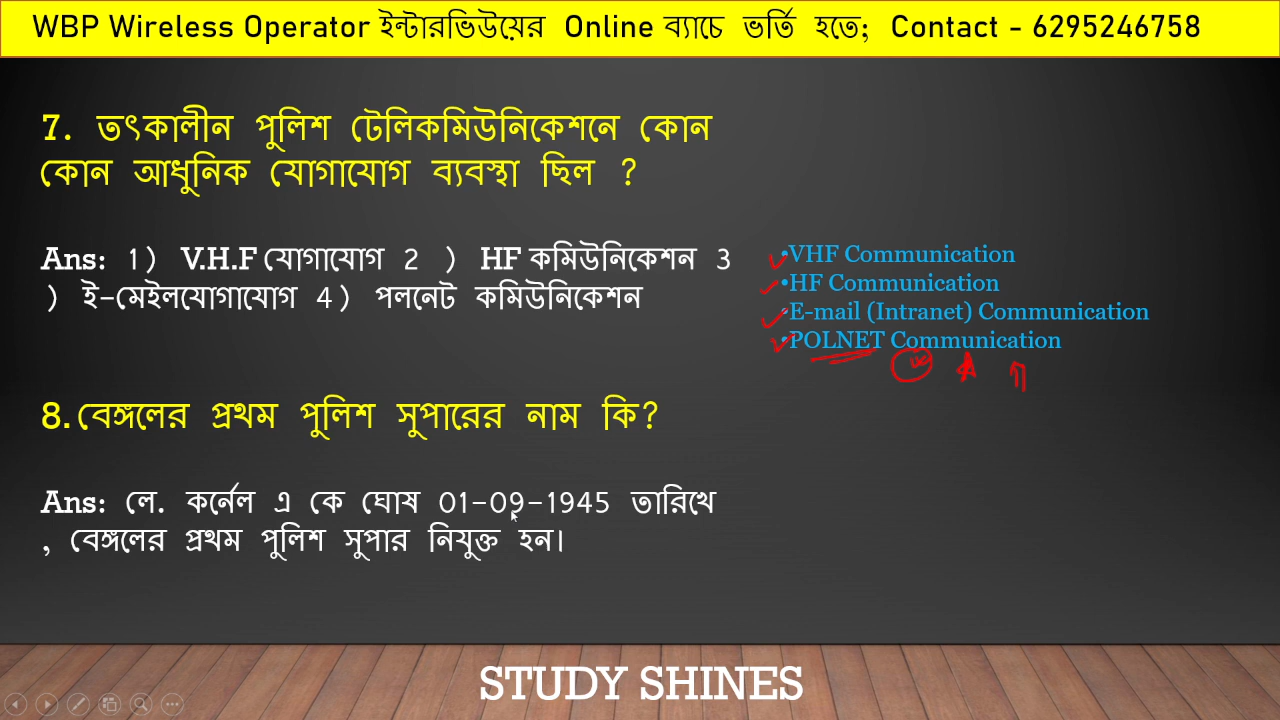 WBP Wireless Operator ইন্টারভিউয়ের Online ব্যাচে ভর্তি হতে; Contact - 6295246758
7. তৎকালীন পুলিশ টেলিকমিউনিকেশনে কোন
কোন আধুনিক যোগাযোগ ব্যবস্থা ছিল ?
Ans: 1) V.H.F যোগাযোগ 2 ) HF কমিউনিকেশন 3
) ই-মেইলযোগাযোগ 4) পলনেট কমিউনিকেশন
•VHF Communication
•HF Communication
•E-mail (Intranet) Communication
•POLNET Communication
8. বেঙ্গলের প্রথম পুলিশ সুপারের নাম কি?
Ans: লে. কর্নেল এ কে ঘোষ 01-09-1945 তারিখে
, বেঙ্গলের প্রথম পুলিশ সুপার নিযুক্ত হন।
STUDY SHINES